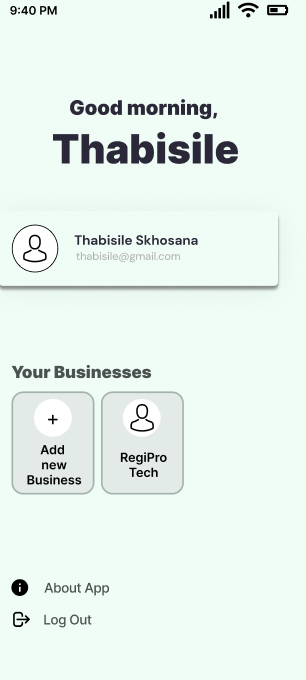 9:40 PM
Good morning,
Thabisile
Thabisile Skhosana
thabisile@gmail.com
Your Businesses
+
Add
new
Business
RegiPro
Tech
About App
Log Out